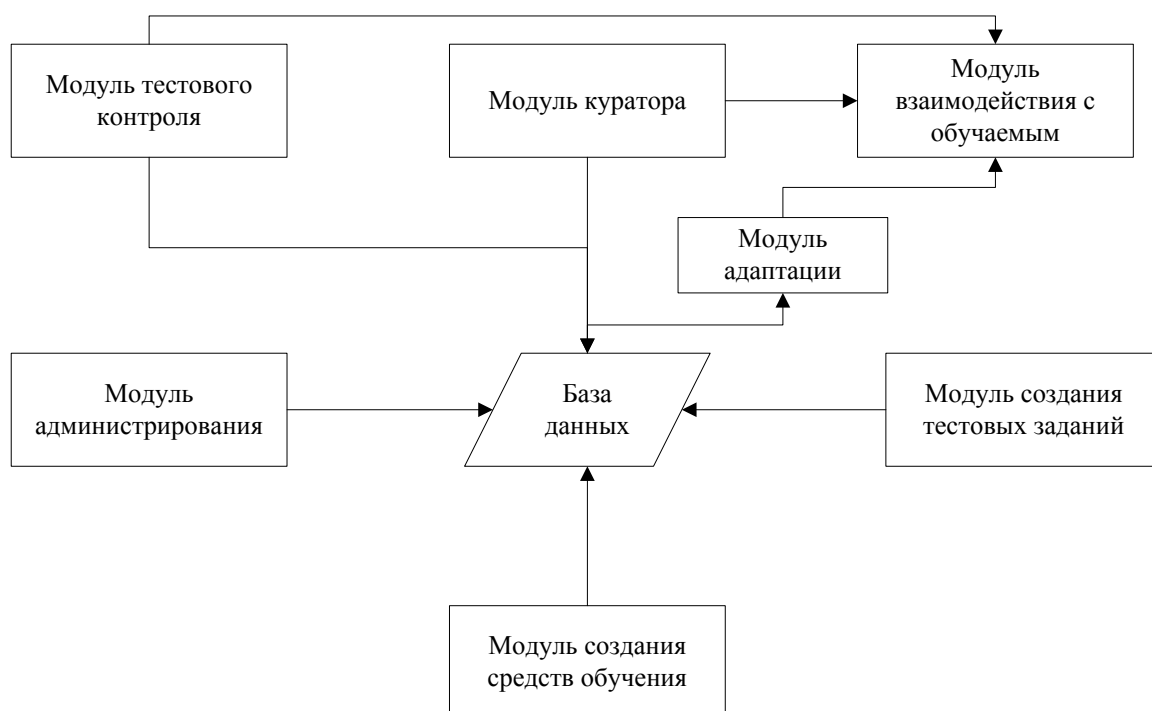 Модуль тестового
контроля
Модуль куратора
Модуль
взаимодействия с
обучаемым
Модуль
адаптации
Модуль
администрирования
База
данных
Модуль создания
тестовых заданий
Модуль создания
средств обучения